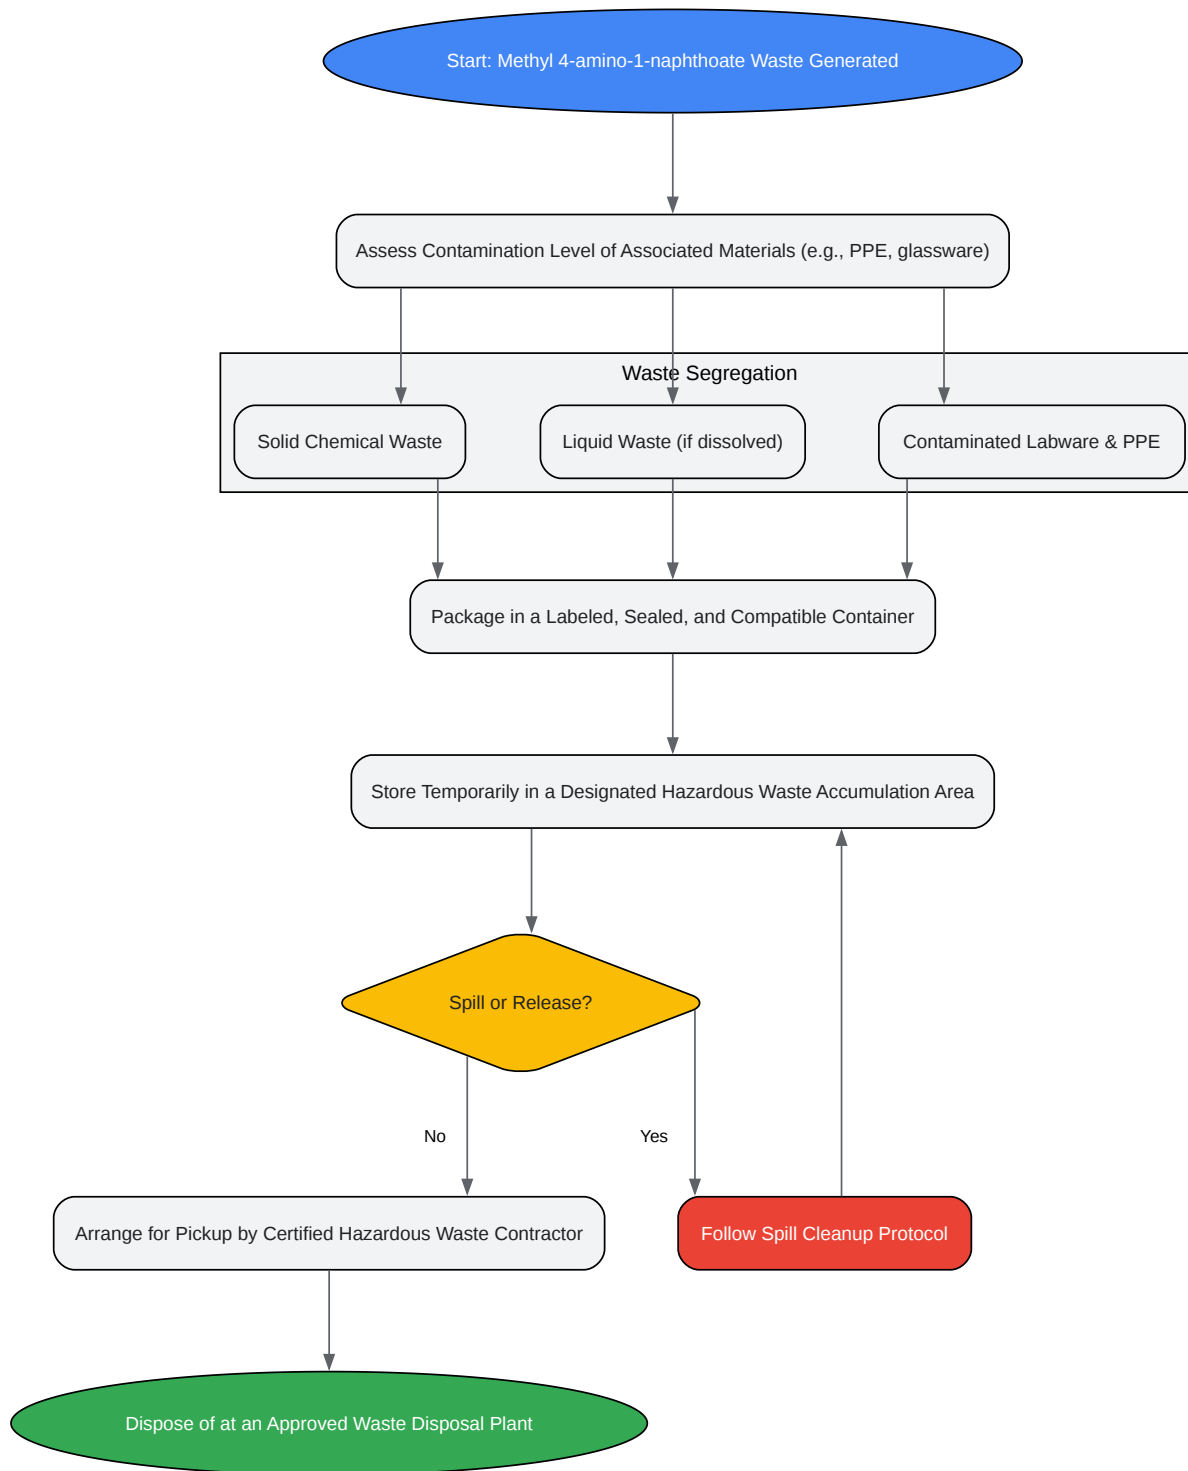 Start: Methyl 4-amino-1-naphthoate Waste Generated
Assess Contamination Level of Associated Materials (e.g., PPE, glassware)
Waste Segregation
Solid Chemical Waste
Liquid Waste (if dissolved)
Contaminated Labware & PPE
Package in a Labeled, Sealed, and Compatible Container
Store Temporarily in a Designated Hazardous Waste Accumulation Area
Spill or Release?
No
Yes
Arrange for Pickup by Certified Hazardous Waste Contractor
Follow Spill Cleanup Protocol
Dispose of at an Approved Waste Disposal Plant